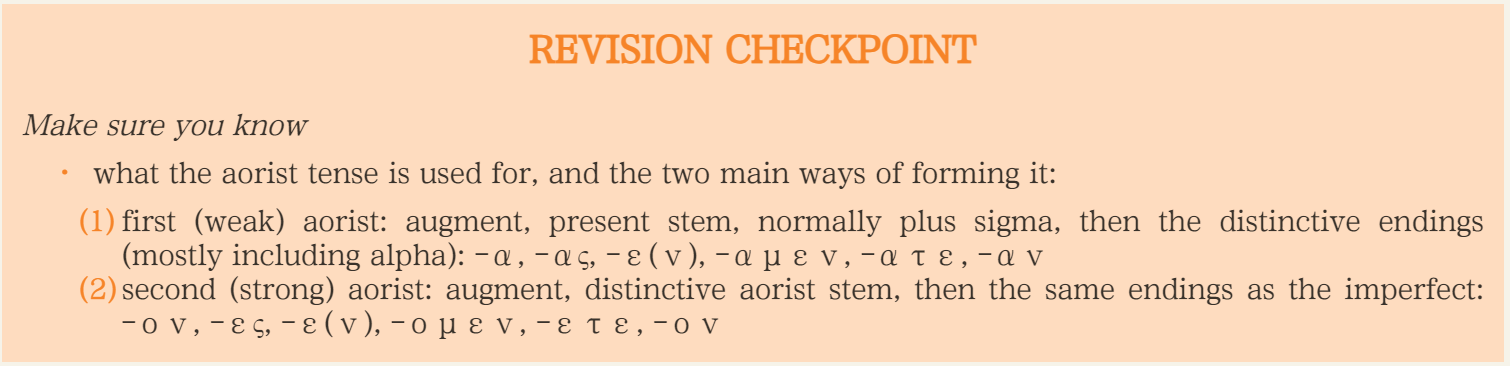 REVISION CHECKPOINT
Make sure you know
· what the aorist tense is used for, and the two main ways of forming it:
(1) first (weak) aorist: augment, present stem, normally plus sigma, then the distinctive endings
(mostly including alpha): -α, -ας, -ε(ν), -αμεν, -ατε, -αν
(2) second (strong) aorist: augment, distinctive aorist stem, then the same endings as the imperfect:
-ον, -ες, -ε(ν), -ομεν, -ετε, -ον